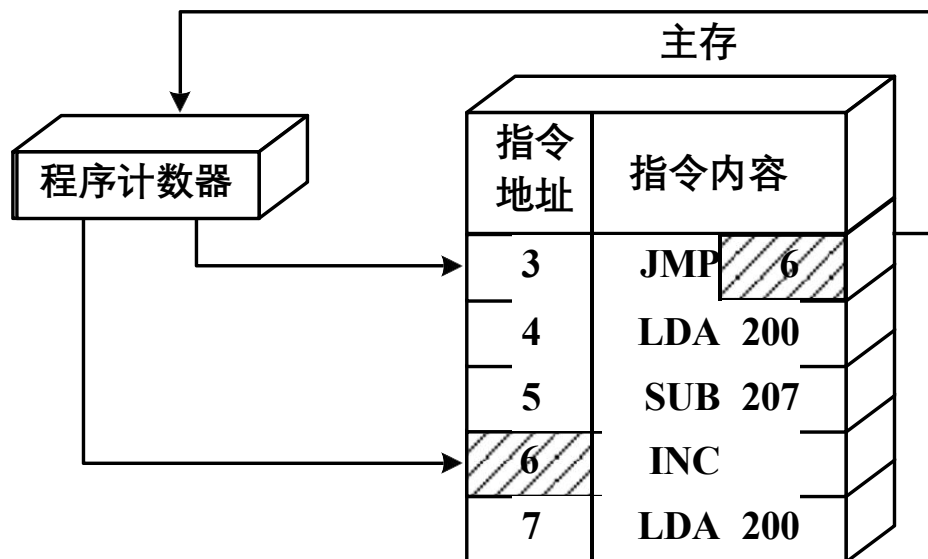 主存
程序计数器
指令地址 指令内容
3 JMP 6
4 LDA 200
5 SUB 207
6 INC
7 LDA 200